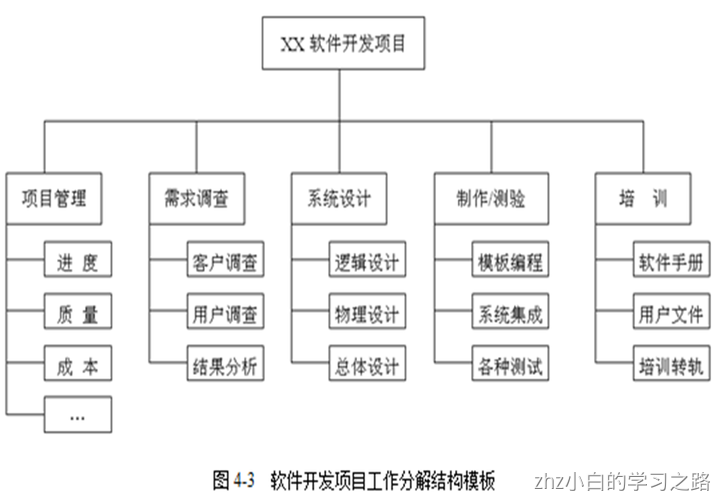 XX 软件开发项目
项目管理
需求调查
系统设计
制作/测验
培 训
进 度
客户调查
逻辑设计
模板编程
软件手册
质 量
用户调查
物理设计
系统集成
用户文件
成 本
结果分析
总体设计
各种测试
培训转轨
…
图 4-3 软件开发项目工作分解结构模板
zhz小白的学习之路